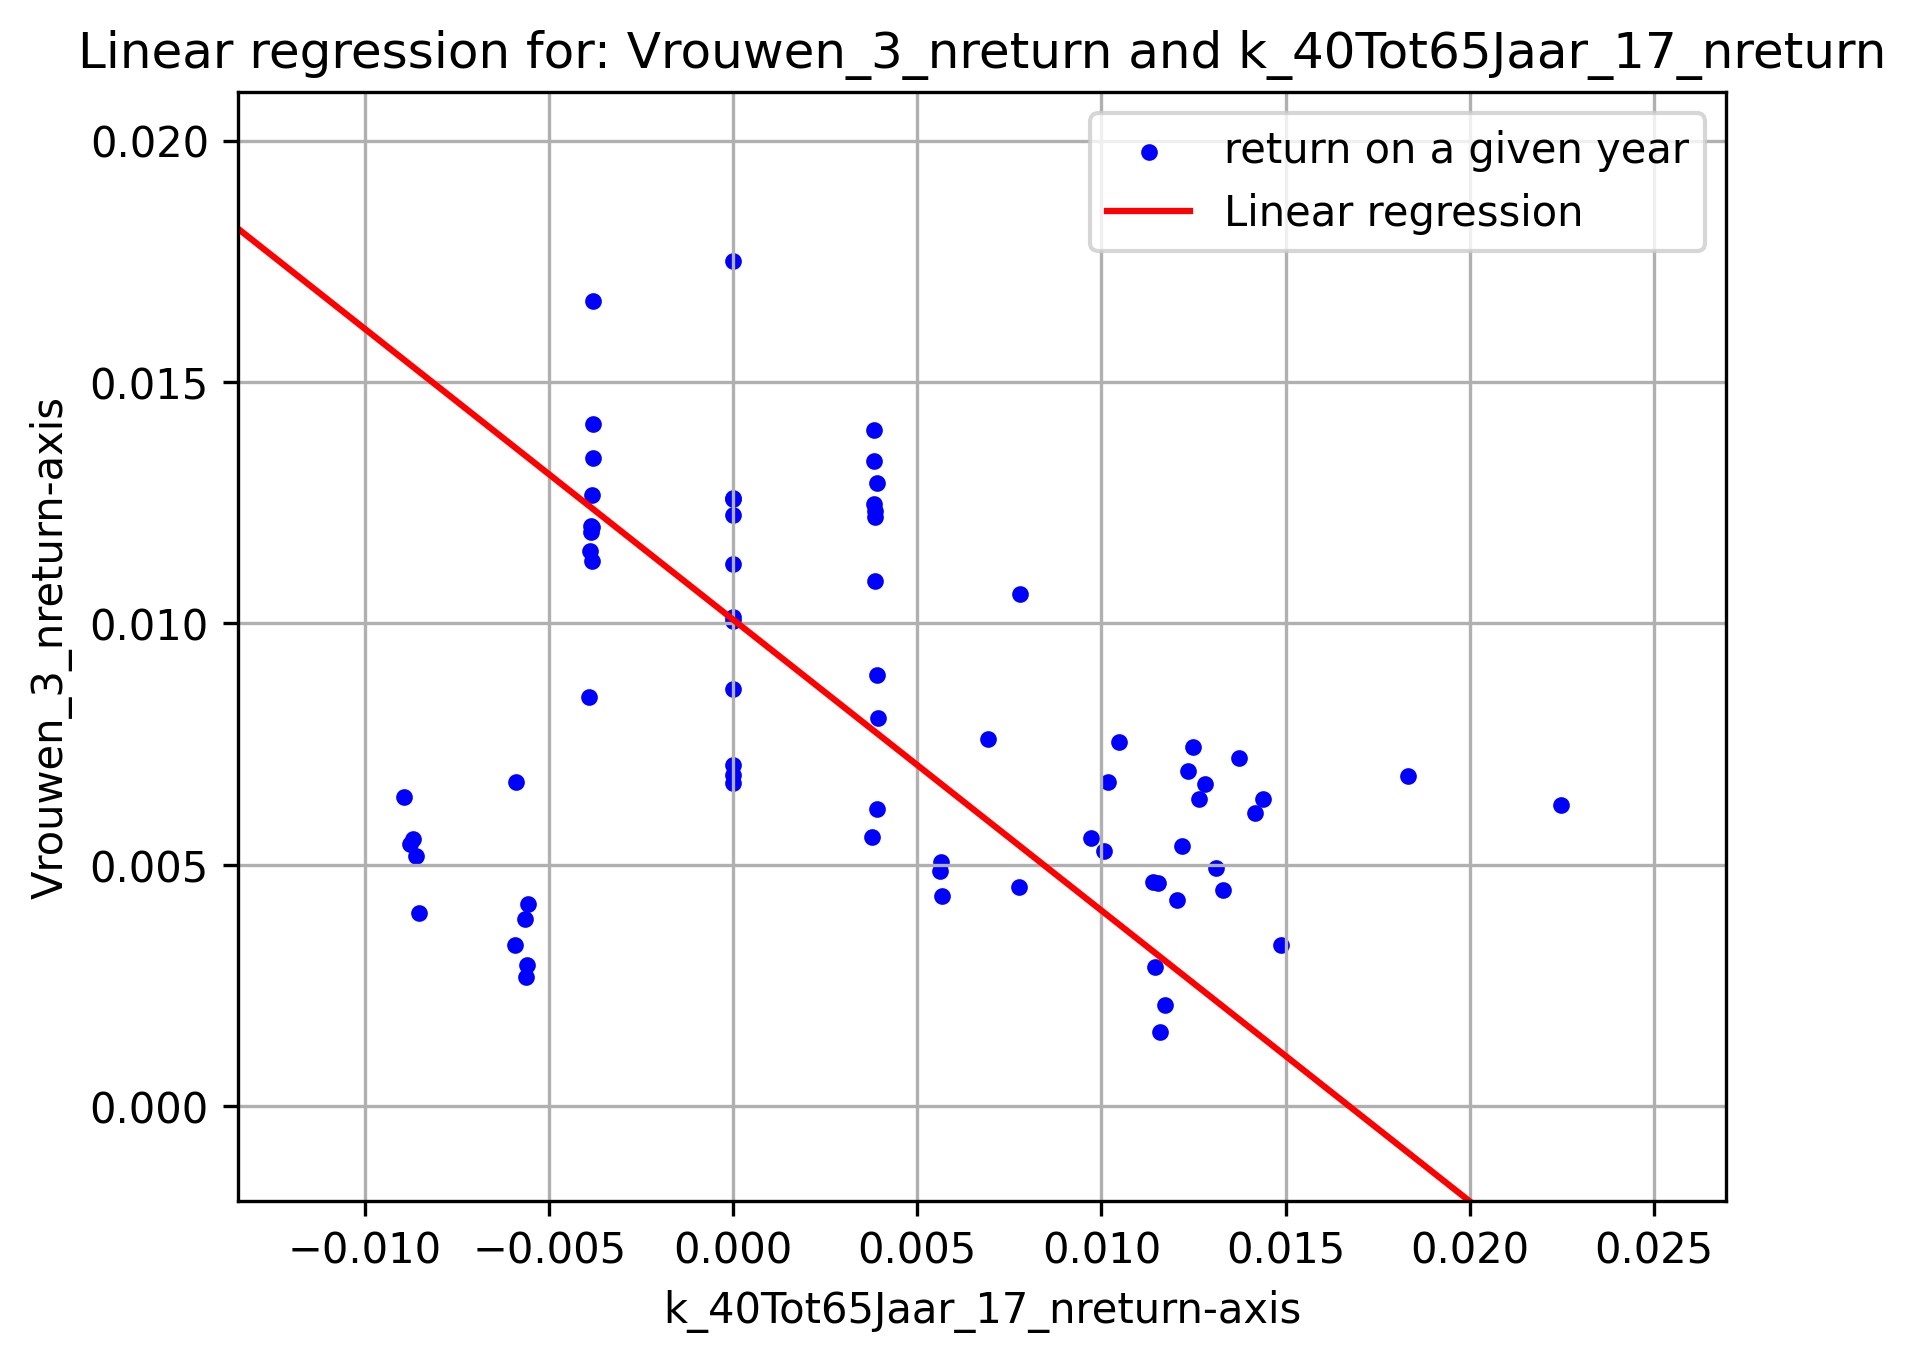 Linear regression for: Vrouwen_3_nreturn and k_40Tot65Jaar_17_nreturn
return on a given year
Linear regression
0.020
0.015
0.010
0.005
0.000
Vrouwen_3_nreturn-axis
−0.010 −0.005 0.000 0.005 0.010 0.015 0.020 0.025
k_40Tot65Jaar_17_nreturn-axis